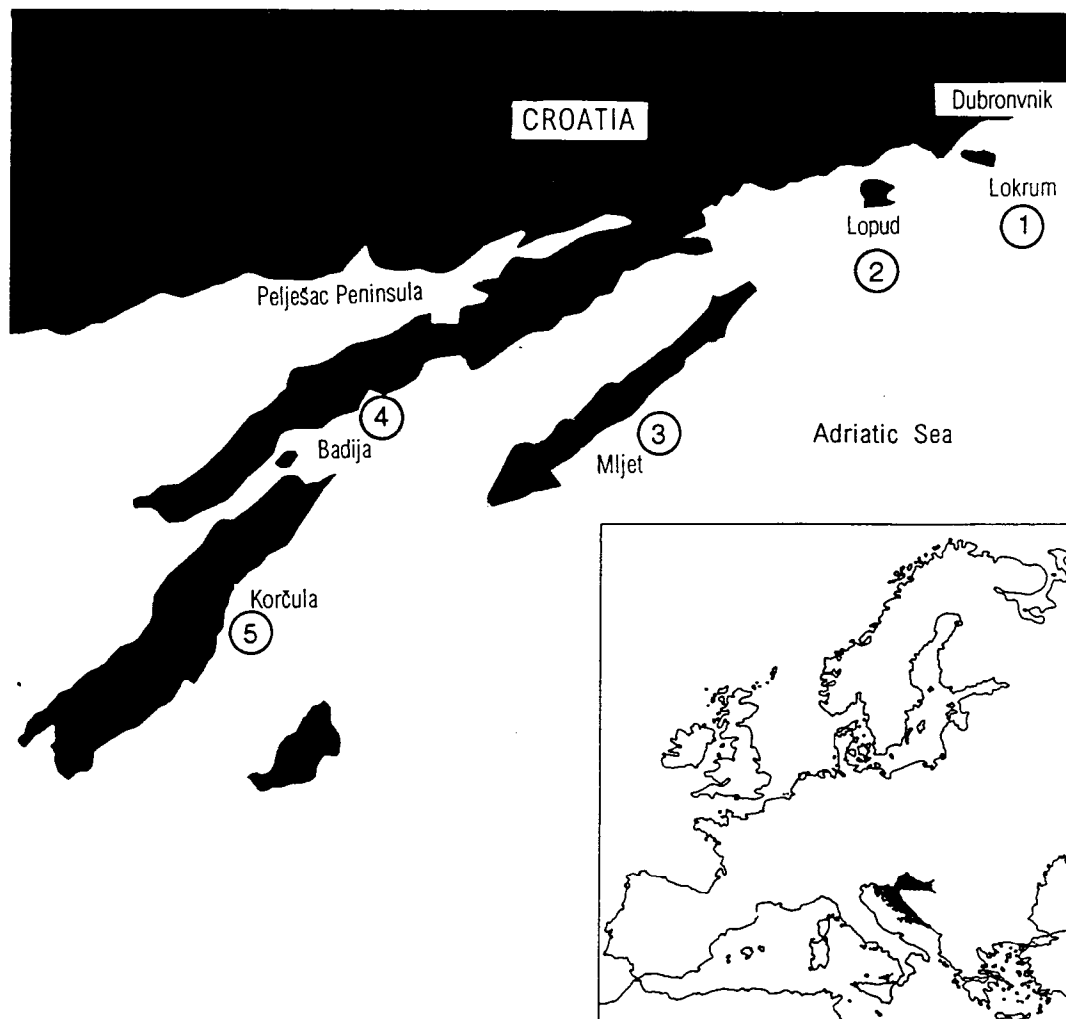 Dubronvnik
CROATIA
Lokrum
1
Lopud
2
Pelješac Peninsula
4
Badija
3
Mljet
Adriatic Sea
Korčula
5